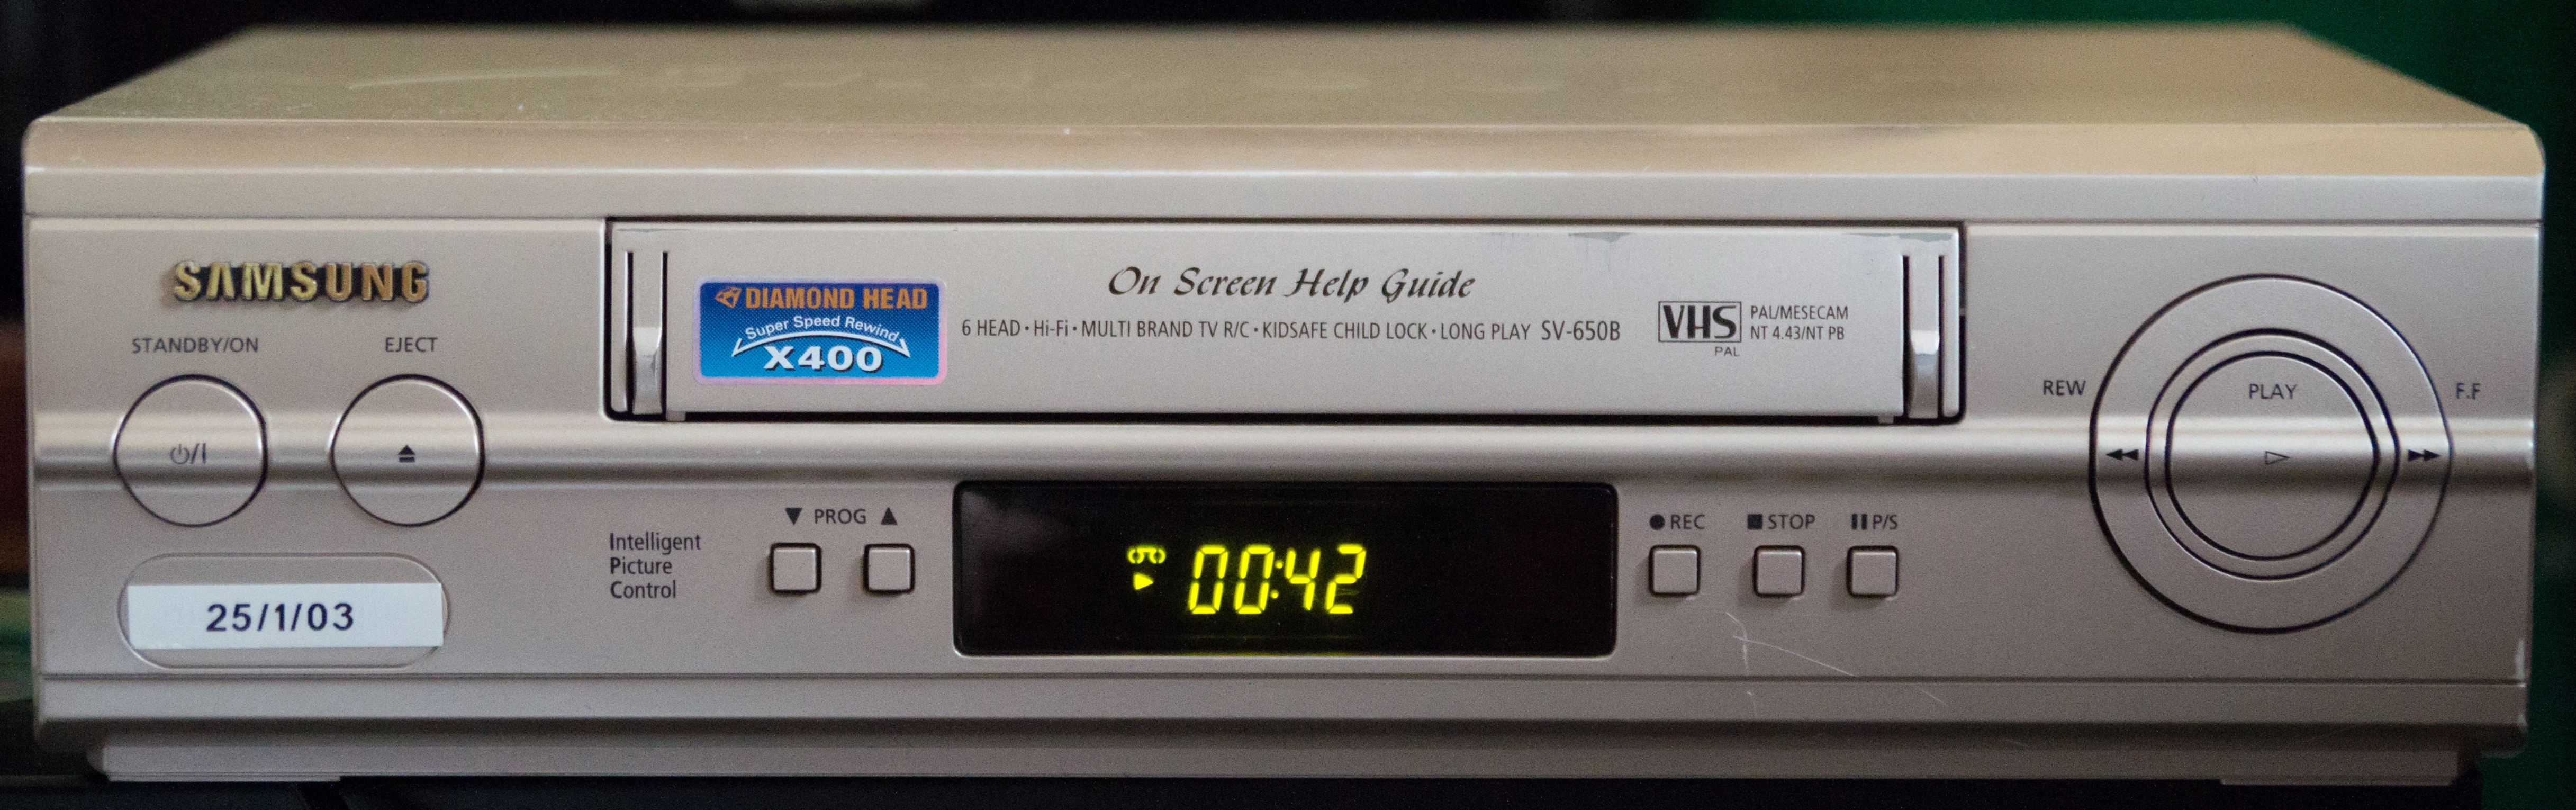 SAMSUNG
STANDBY/ON
EJECT
⏻/I
25/1/03
DIAMOND HEAD
Super Speed Rewind
X400
On Screen Help Guide
6 HEAD • Hi-Fi • MULTI BRAND TV R/C • KIDSAFE CHILD LOCK • LONG PLAY SV-650B
VHS
PAL
PAL/MESECAM
NT 4.43/NT PB
Intelligent
Picture
Control
▼ PROG ▲
00:42
● REC
■ STOP
▮▮ P/S
REW
PLAY
F.F